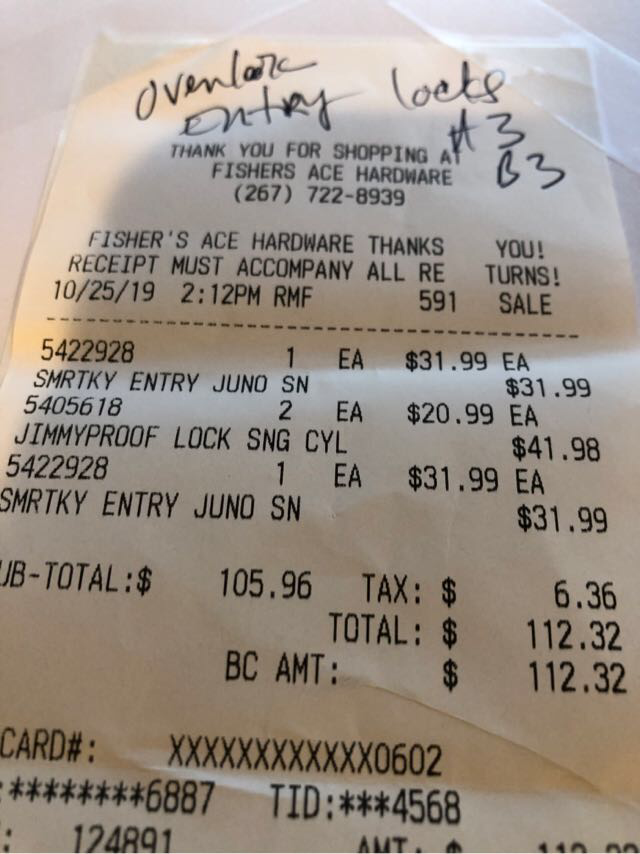 Overlook
entry locks
#3
B3
THANK YOU FOR SHOPPING AT
FISHERS ACE HARDWARE
(267) 722-8939
FISHER'S ACE HARDWARE THANKS YOU!
RECEIPT MUST ACCOMPANY ALL RE TURNS!
10/25/19 2:12PM RMF 591 SALE
5422928 1 EA $31.99 EA
SMRTKY ENTRY JUNO SN $31.99
5405618 2 EA $20.99 EA
JIMMYPROOF LOCK SNG CYL $41.98
5422928 1 EA $31.99 EA
SMRTKY ENTRY JUNO SN $31.99
UB-TOTAL:$ 105.96 TAX: $ 6.36
TOTAL: $ 112.32
BC AMT: $ 112.32
CARD#: XXXXXXXXXXXX0602
:********6887 TID:***4568
: 124891 AMT: $